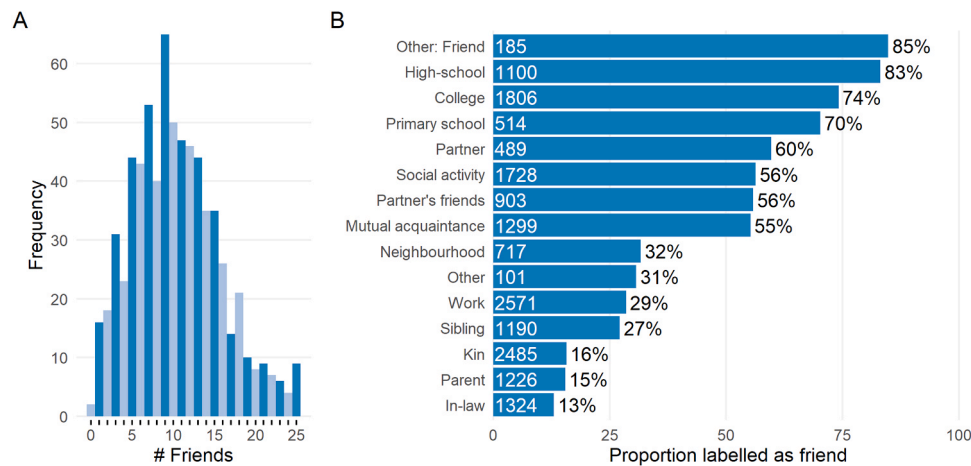 A
Frequency
60
50
40
30
20
10
0
0 5 10 15 20 25
# Friends
B
Other: Friend 185 85%
High-school 1100 83%
College 1806 74%
Primary school 514 70%
Partner 489 60%
Social activity 1728 56%
Partner's friends 903 56%
Mutual acquaintance 1299 55%
Neighbourhood 717 32%
Other 101 31%
Work 2571 29%
Sibling 1190 27%
Kin 2485 16%
Parent 1226 15%
In-law 1324 13%
0 25 50 75 100
Proportion labelled as friend